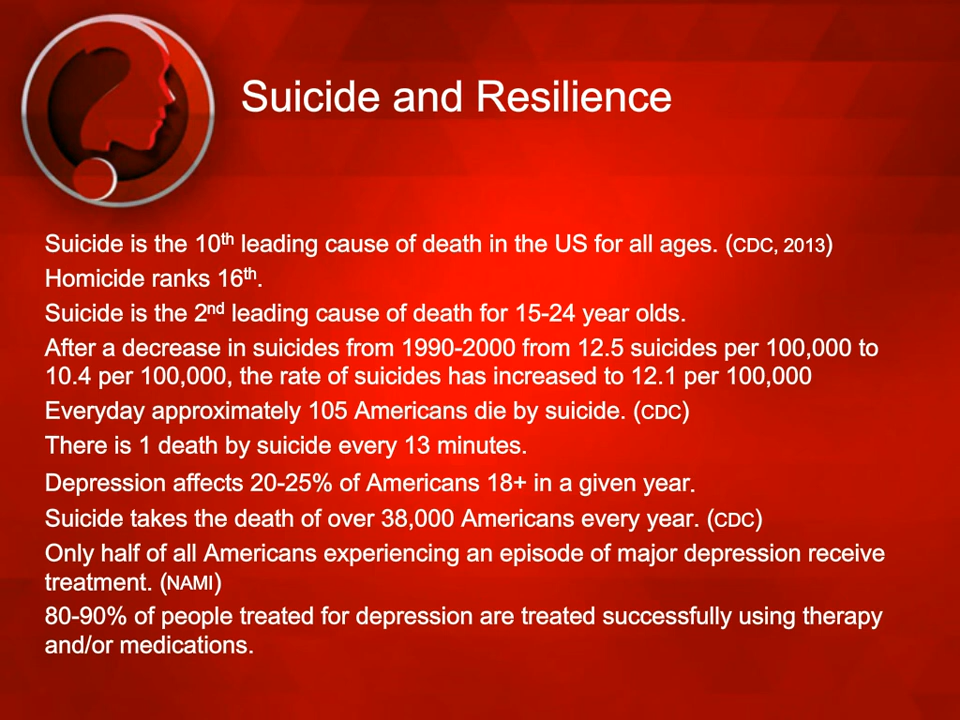 Suicide and Resilience
Suicide is the 10th leading cause of death in the US for all ages. (CDC, 2013)
Homicide ranks 16th.
Suicide is the 2nd leading cause of death for 15-24 year olds.
After a decrease in suicides from 1990-2000 from 12.5 suicides per 100,000 to
10.4 per 100,000, the rate of suicides has increased to 12.1 per 100,000
Everyday approximately 105 Americans die by suicide. (CDC)
There is 1 death by suicide every 13 minutes.
Depression affects 20-25% of Americans 18+ in a given year.
Suicide takes the death of over 38,000 Americans every year. (CDC)
Only half of all Americans experiencing an episode of major depression receive
treatment. (NAMI)
80-90% of people treated for depression are treated successfully using therapy
and/or medications.